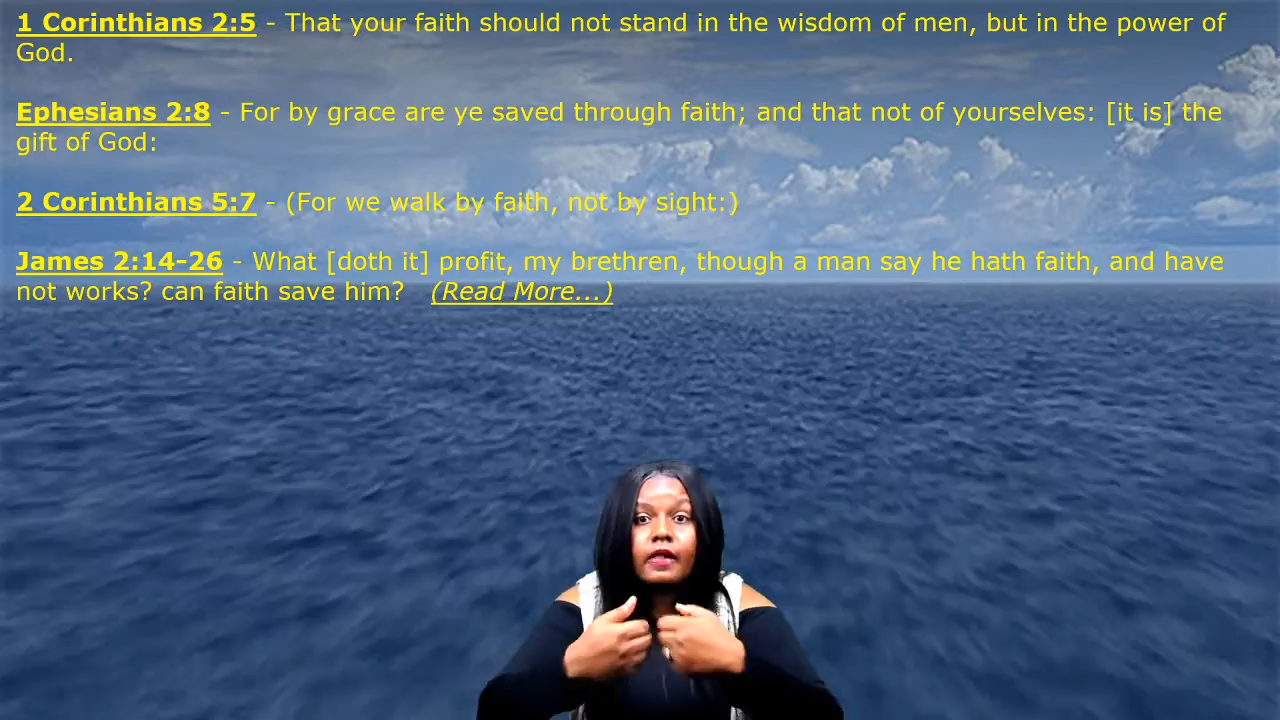 1 Corinthians 2:5 - That your faith should not stand in the wisdom of men, but in the power of
God.
Ephesians 2:8 - For by grace are ye saved through faith; and that not of yourselves: [it is] the
gift of God:
2 Corinthians 5:7 - (For we walk by faith, not by sight:)
James 2:14-26 - What [doth it] profit, my brethren, though a man say he hath faith, and have
not works? can faith save him? (Read More...)